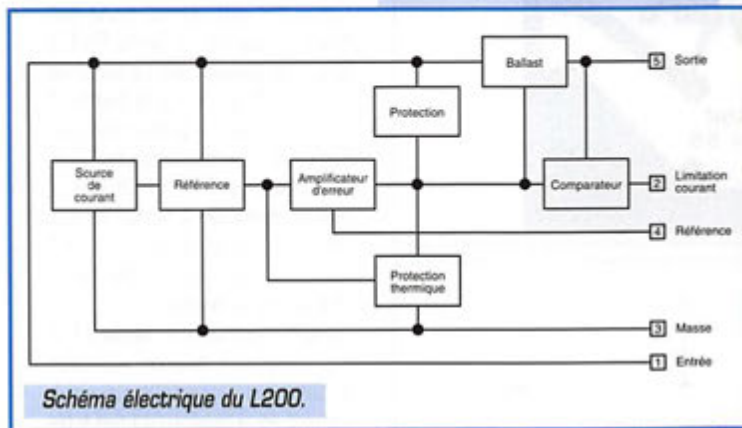 Ballast
5 Sortie
Protection
Source
de
courant
Référence
Amplificateur
d'erreur
Comparateur
2 Limitation
courant
4 Référence
Protection
thermique
3 Masse
1 Entrée
Schéma électrique du L200.